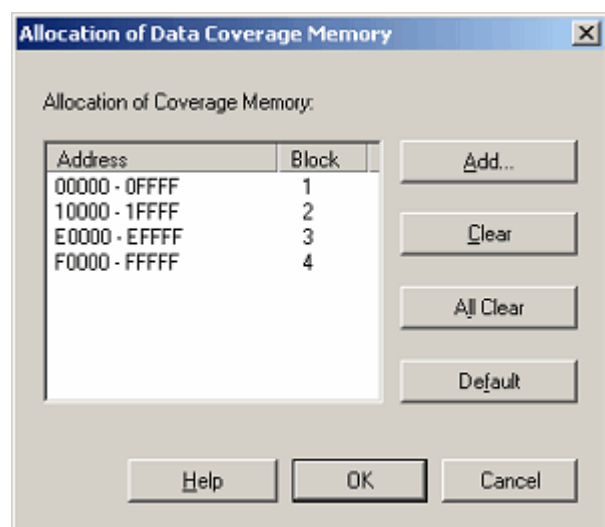 Allocation of Data Coverage Memory
Allocation of Coverage Memory:
Address Block
00000 - 0FFFF 1
10000 - 1FFFF 2
E0000 - EFFFF 3
F0000 - FFFFF 4
Add...
Clear
All Clear
Default
Help OK Cancel